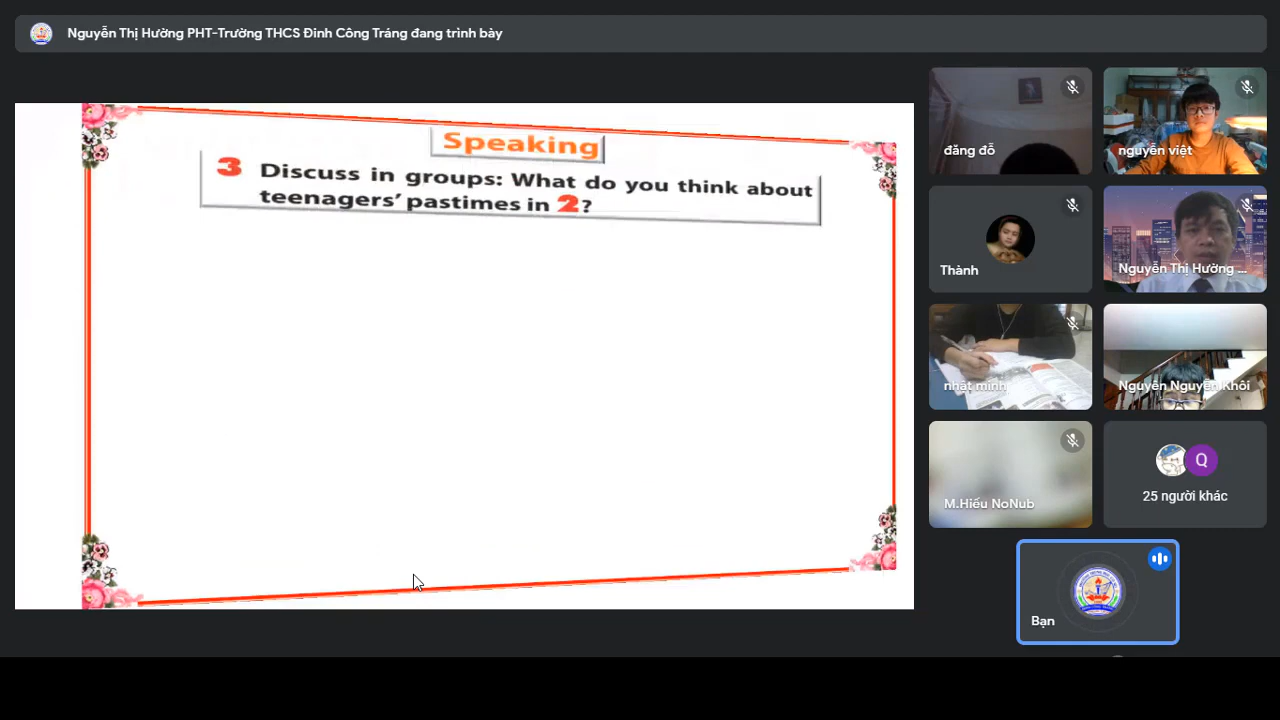 Nguyễn Thị Hường PHT-Trường THCS Đinh Công Tráng đang trình bày
Speaking
3 Discuss in groups: What do you think about
teenagers' pastimes in 2?
đăng đỗ
nguyễn việt
Thành
Nguyễn Thị Hường ...
nhật minh
Nguyên Nguyễn Khôi
M.Hiếu NoNub
Q
25 người khác
Bạn